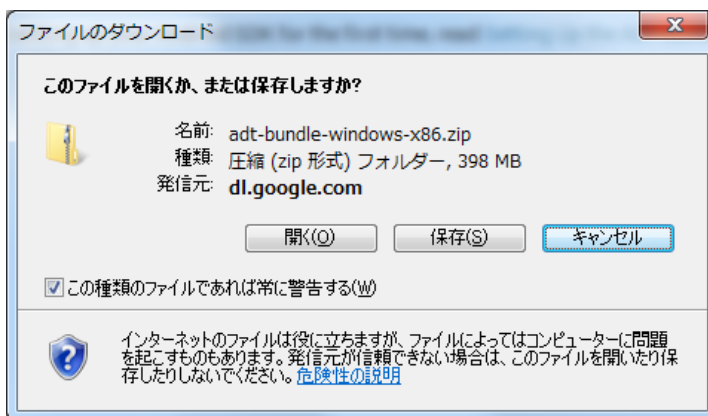 ファイルのダウンロード
このファイルを開くか、または保存しますか?
名前: adt-bundle-windows-x86.zip
種類: 圧縮 (zip 形式) フォルダー, 398 MB
発信元: dl.google.com
開く(O) 保存(S) キャンセル
この種類のファイルであれば常に警告する(W)
インターネットのファイルは役に立ちますが、ファイルによってはコンピューターに問題
を起こすものもあります。発信元が信頼できない場合は、このファイルを開いたり保
存したりしないでください。危険性の説明